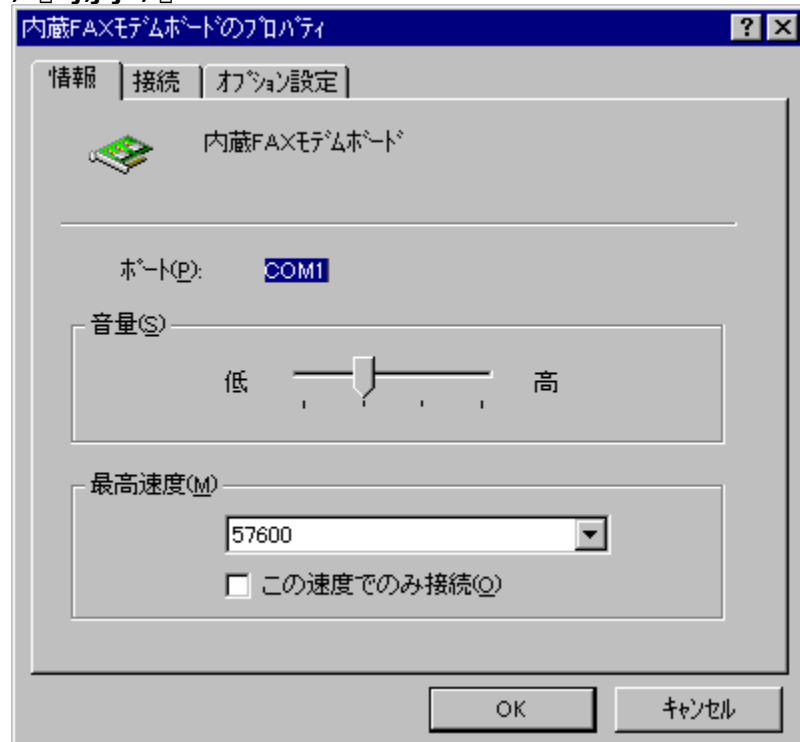 内蔵FAXﾓﾃﾞﾑﾎﾞｰﾄﾞのﾌﾟﾛﾊﾟﾃｨ
情報 接続 ｵﾌﾟｼｮﾝ設定
内蔵FAXﾓﾃﾞﾑﾎﾞｰﾄﾞ
ﾎﾟｰﾄ(P): COM1
音量(S)
低 高
最高速度(M)
57600
この速度でのみ接続(O)
OK ｷｬﾝｾﾙ